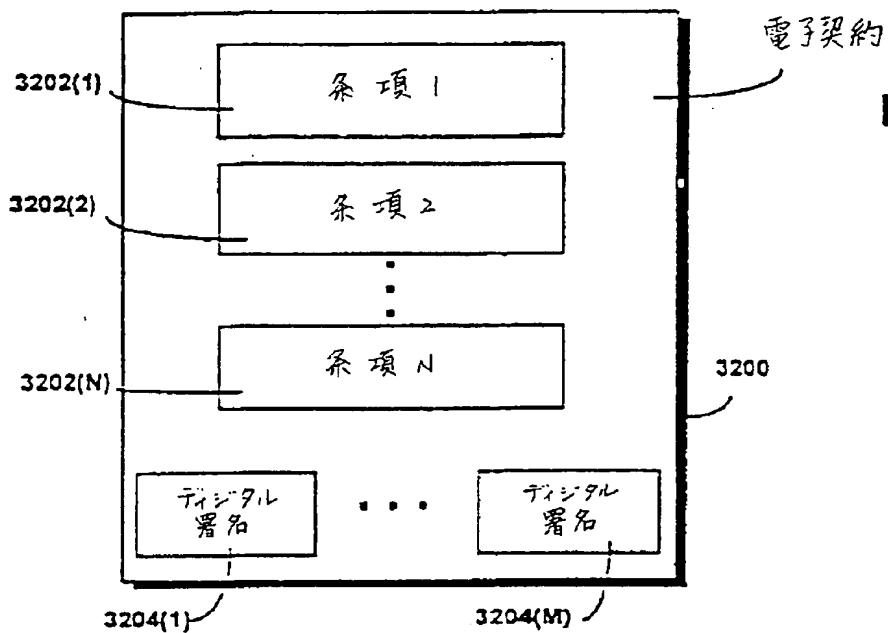 電子契約
3202(1)
条項 1
3202(2)
条項 2
条項 N
3202(N)
3200
ディジタル
署名
ディジタル
署名
3204(1)
3204(M)